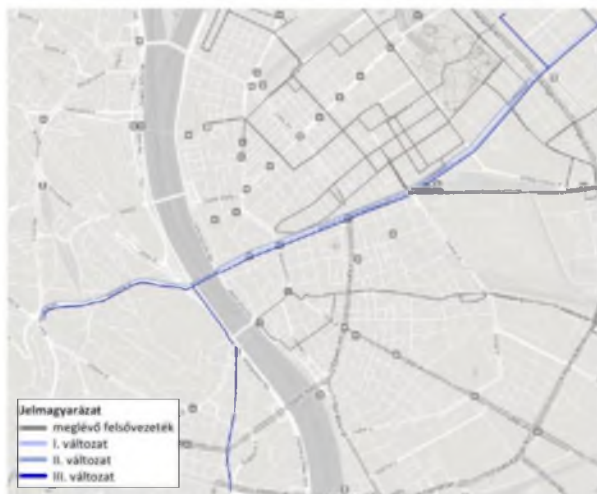 Jelmagyarázat
meglévő felsővezeték
I. változat
II. változat
III. változat